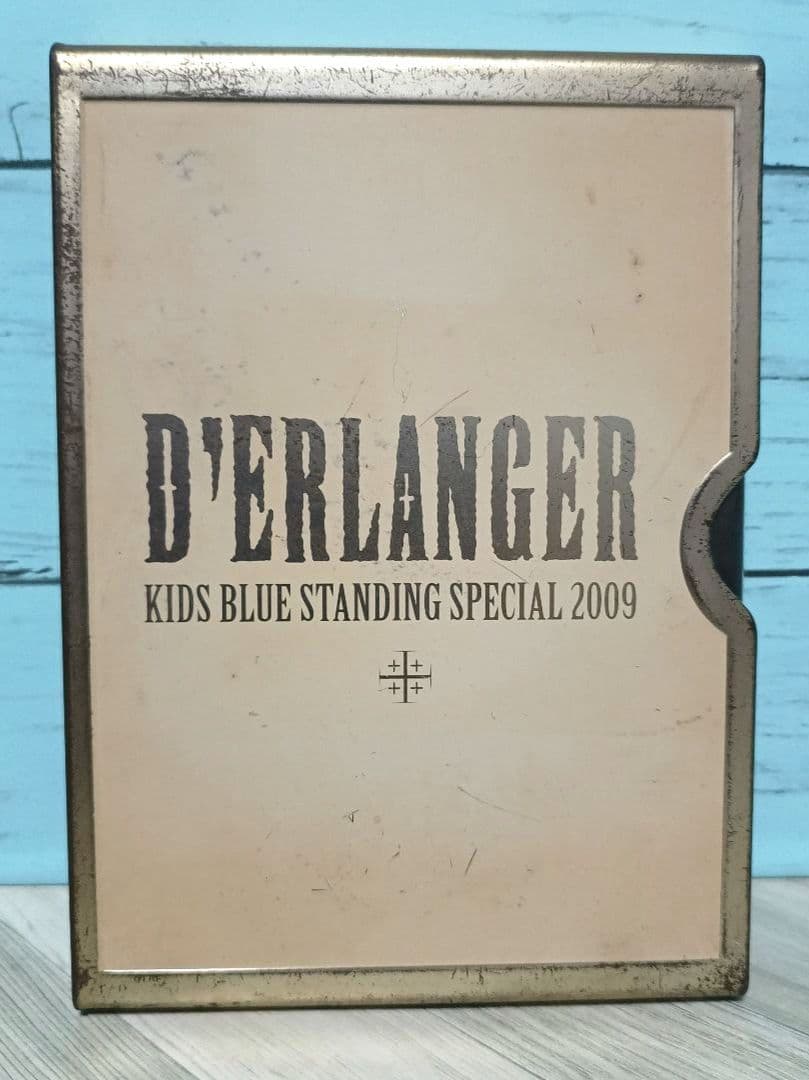 D'ERLANGER
KIDS BLUE STANDING SPECIAL 2009